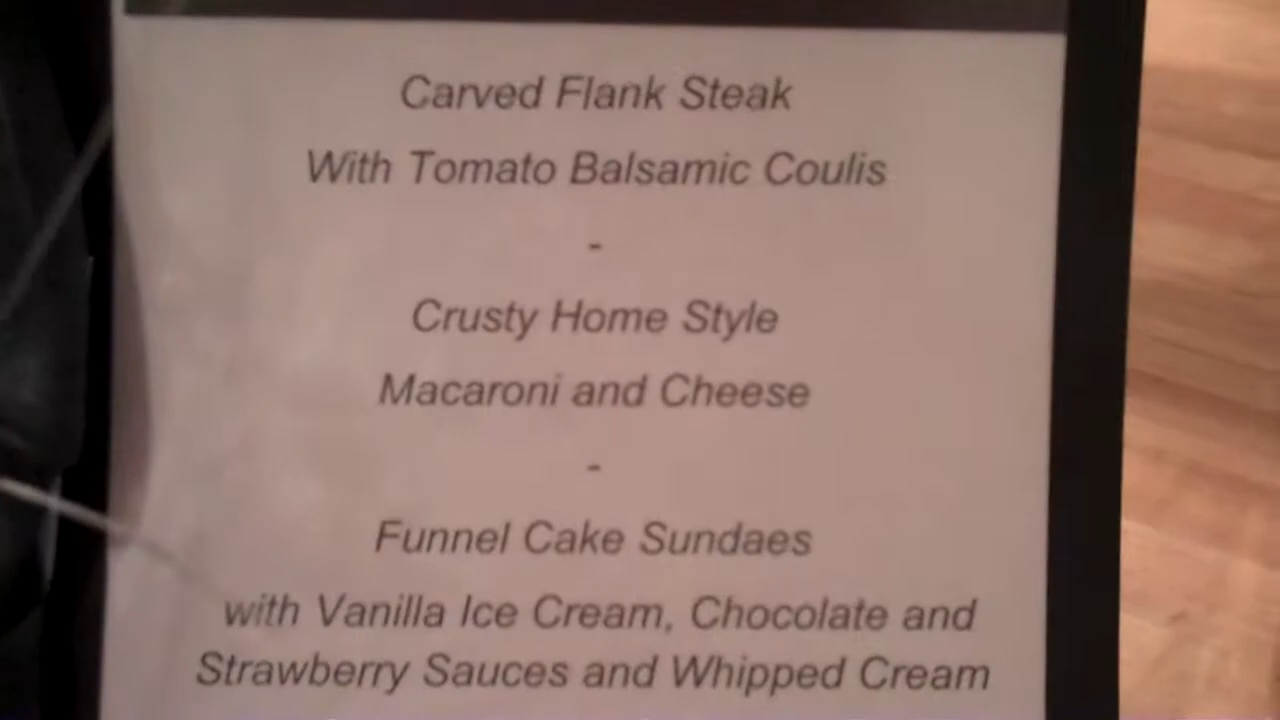 Carved Flank Steak
With Tomato Balsamic Coulis
-
Crusty Home Style
Macaroni and Cheese
-
Funnel Cake Sundaes
with Vanilla Ice Cream, Chocolate and
Strawberry Sauces and Whipped Cream